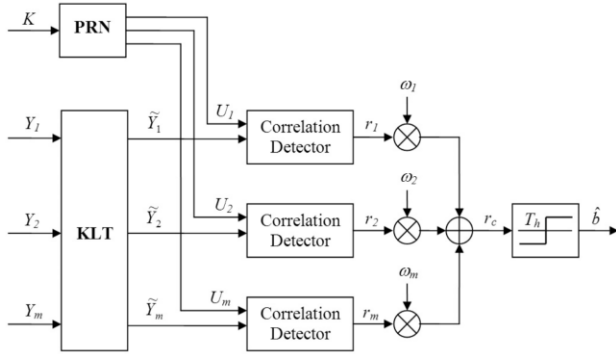 K
PRN
ω₁
Y₁
Ỹ₁
U₁
Correlation
Detector
r₁
ω₂
Y₂
KLT
Ỹ₂
U₂
Correlation
Detector
r₂
r꜀
Tₕ
b̂
ωₘ
Yₘ
Ỹₘ
Uₘ
Correlation
Detector
rₘ